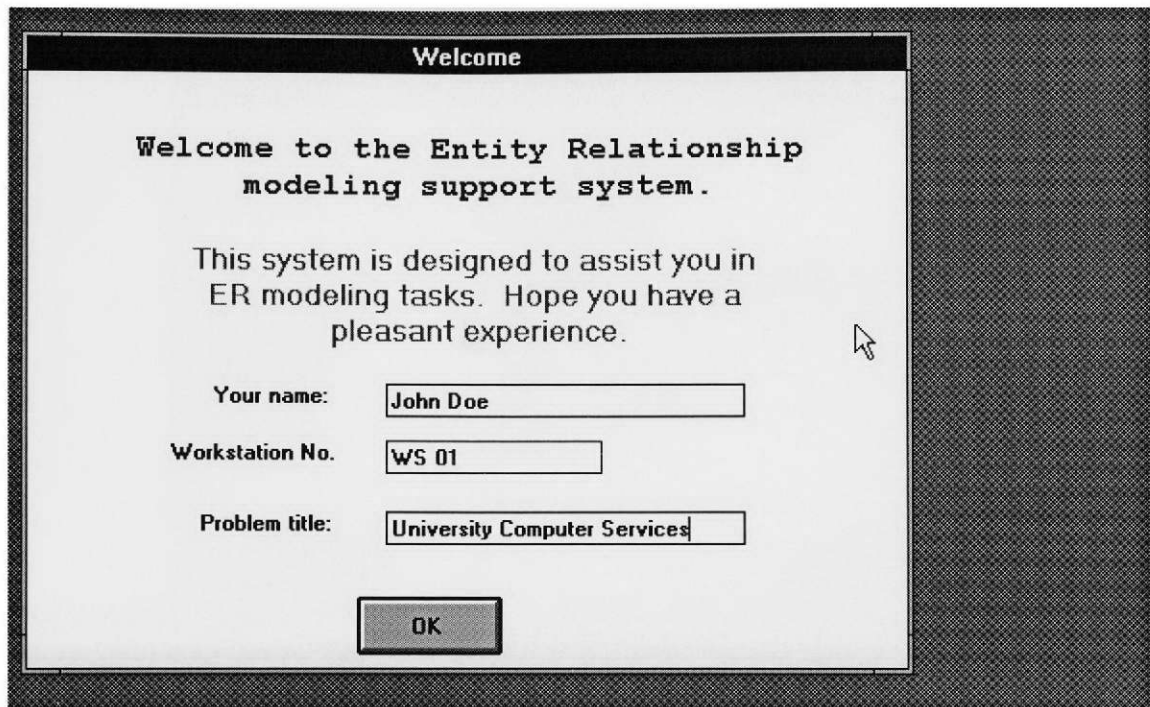 Welcome
Welcome to the Entity Relationship
modeling support system.
This system is designed to assist you in
ER modeling tasks. Hope you have a
pleasant experience.
Your name: John Doe
Workstation No. WS 01
Problem title: University Computer Services
OK